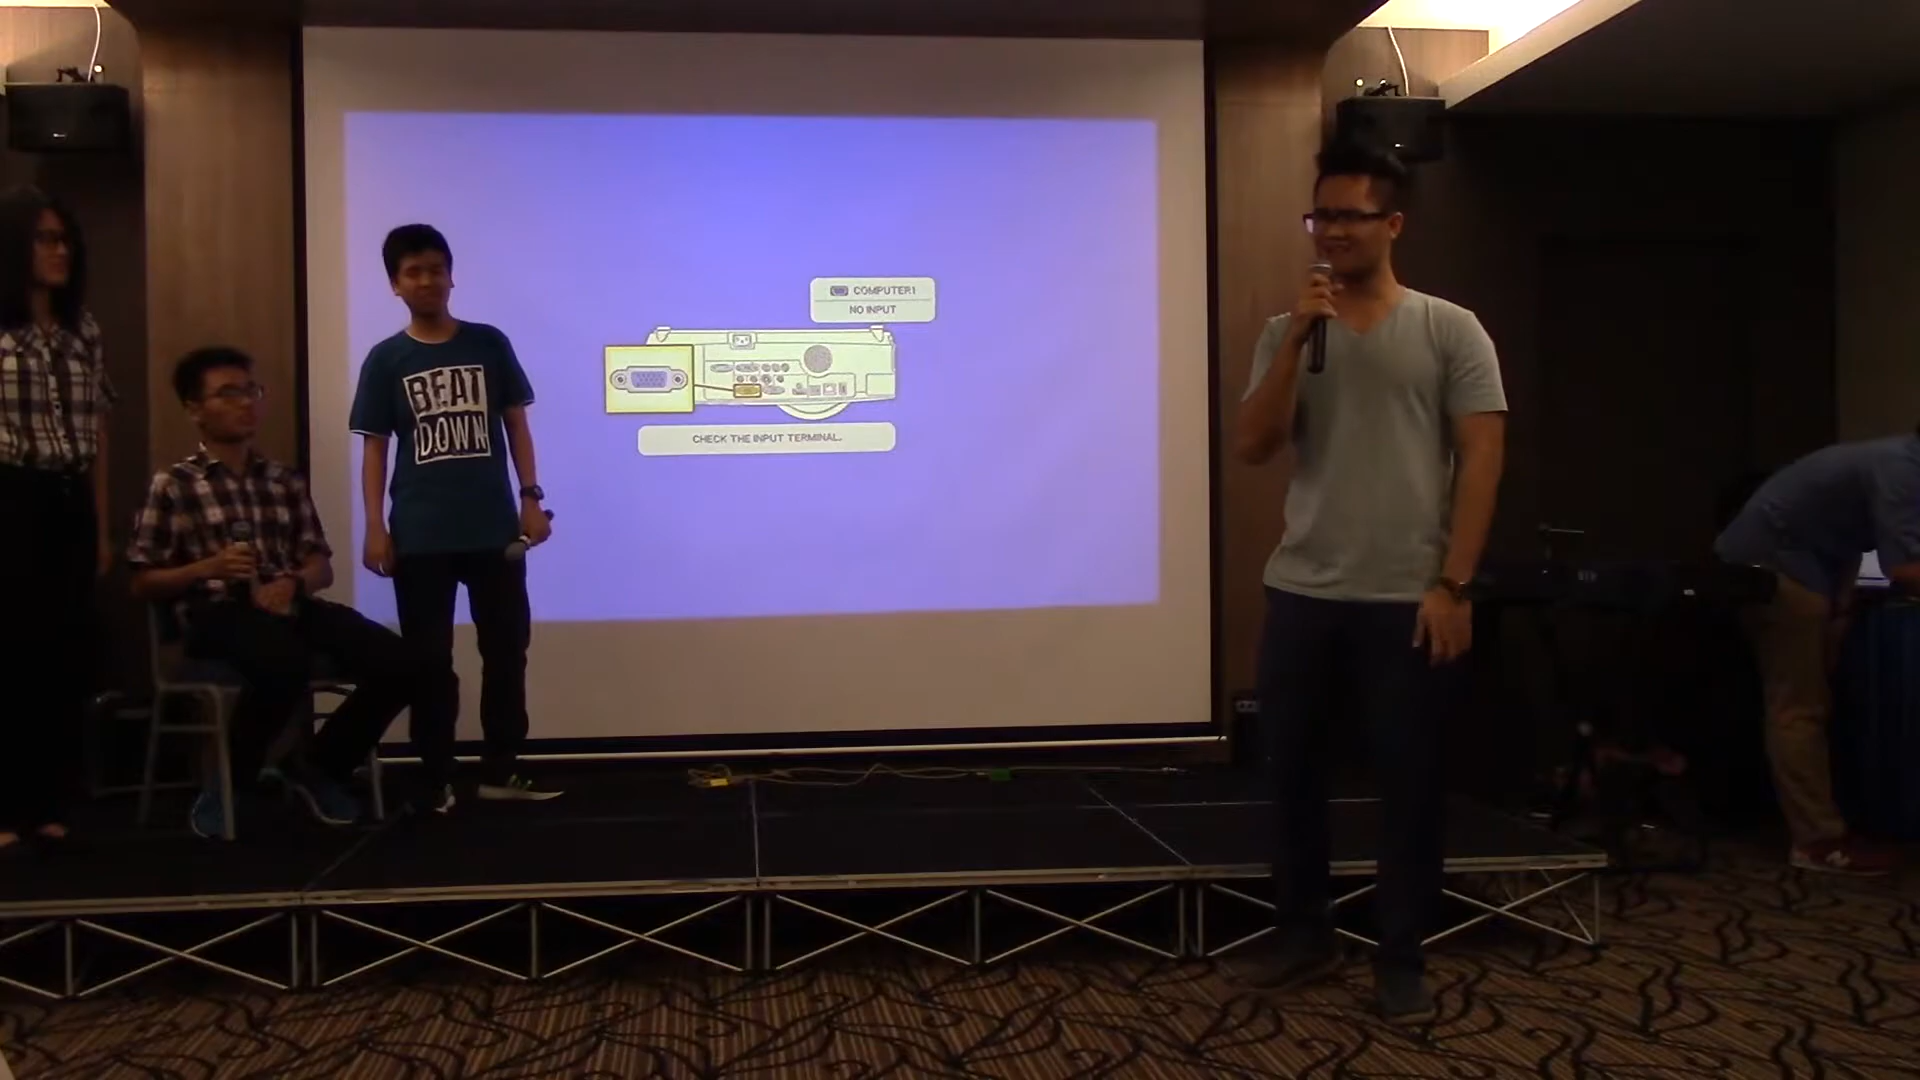 BEAT
DOWN
COMPUTER1
NO INPUT
CHECK THE INPUT TERMINAL.